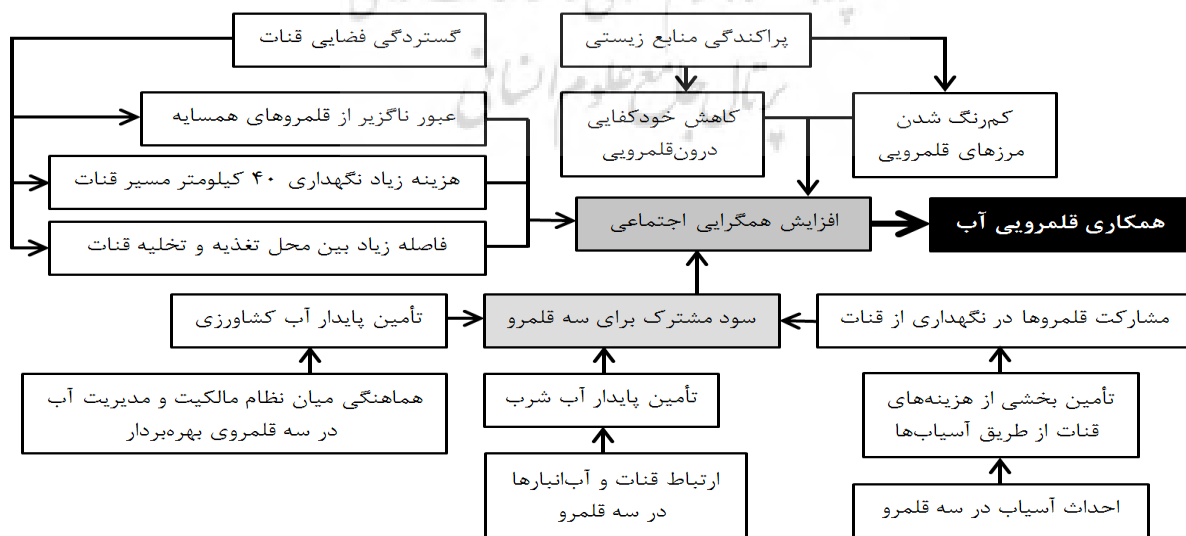 پرتال جامع علوم انسانی
پراکندگی منابع زیستی
گستردگی فضایی قنات
کم‌رنگ شدن
مرزهای قلمرویی
کاهش خودکفایی
درون‌قلمرویی
عبور ناگزیر از قلمروهای همسایه
هزینه زیاد نگهداری ۴۰ کیلومتر مسیر قنات
فاصله زیاد بین محل تغذیه و تخلیه قنات
افزایش همگرایی اجتماعی
همکاری قلمرویی آب
مشارکت قلمروها در نگهداری از قنات
سود مشترک برای سه قلمرو
تأمین پایدار آب کشاورزی
تأمین بخشی از هزینه‌های
قنات از طریق آسیاب‌ها
تأمین پایدار آب شرب
هماهنگی میان نظام مالکیت و مدیریت آب
در سه قلمروی بهره‌بردار
احداث آسیاب در سه قلمرو
ارتباط قنات و آب‌انبارها
در سه قلمرو